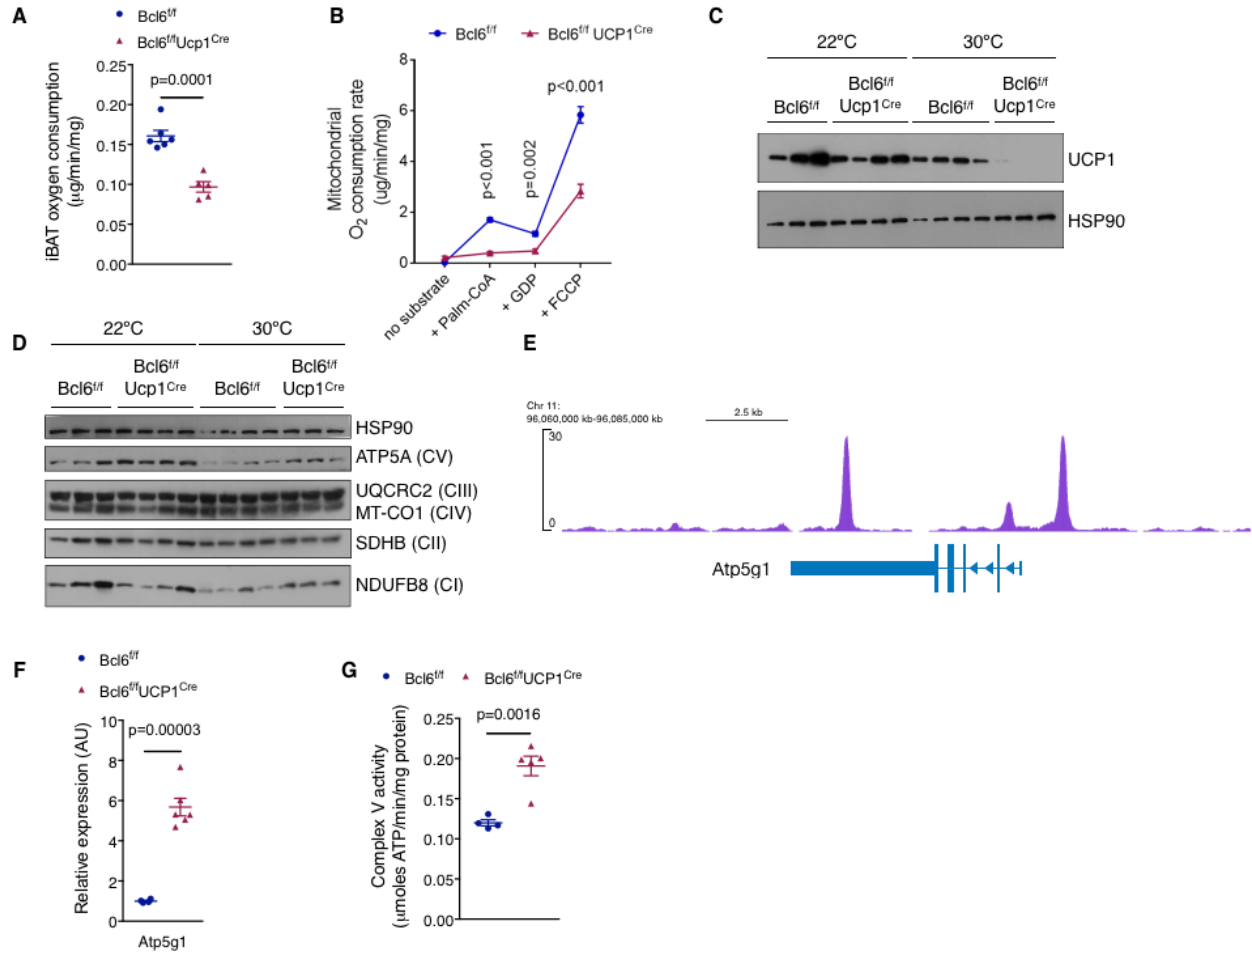 A
Bcl6f/f
Bcl6f/fUcp1Cre
iBAT oxygen consumption
(μg/min/mg)
0.25
0.20
0.15
0.10
0.05
0.00
p=0.0001
B
Bcl6f/f
Bcl6f/f UCP1Cre
Mitochondrial
O2 consumption rate
(ug/min/mg)
8
6
4
2
0
p<0.001
p=0.002
p<0.001
no substrate
+ Palm-CoA
+ GDP
+ FCCP
C
22°C
30°C
Bcl6f/f
Bcl6f/f
Ucp1Cre
Bcl6f/f
Bcl6f/f
Ucp1Cre
UCP1
HSP90
D
22°C
30°C
Bcl6f/f
Bcl6f/f
Ucp1Cre
Bcl6f/f
Bcl6f/f
Ucp1Cre
HSP90
ATP5A (CV)
UQCRC2 (CIII)
MT-CO1 (CIV)
SDHB (CII)
NDUFB8 (CI)
E
Chr 11:
96,060,000 kb-96,085,000 kb
2.5 kb
30
0
Atp5g1
F
Bcl6f/f
Bcl6f/fUCP1Cre
Relative expression (AU)
10
8
6
4
2
0
p=0.00003
Atp5g1
G
Bcl6f/f
Bcl6f/fUCP1Cre
Complex V activity
(μmoles ATP/min/mg protein)
0.25
0.20
0.15
0.10
0.05
0.00
p=0.0016